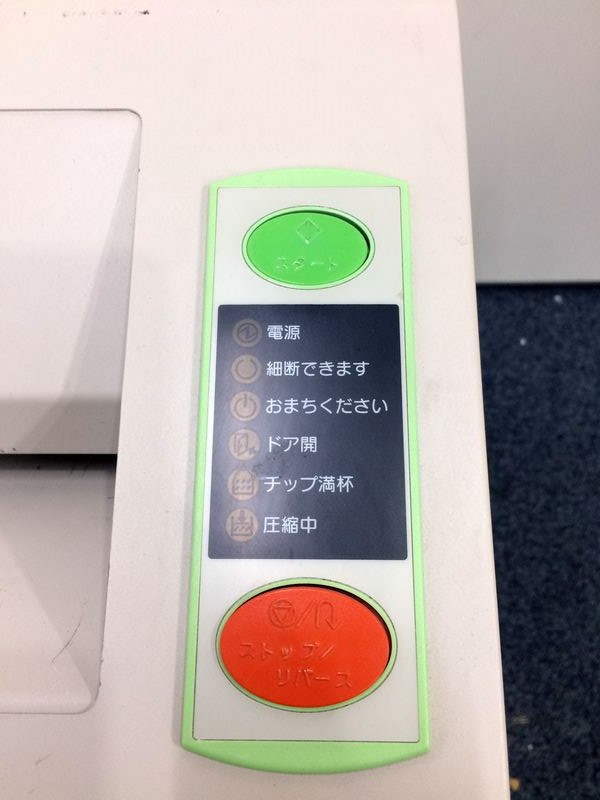 スタート
電源
細断できます
おまちください
ドア開
チップ満杯
圧縮中
ストップ/
リバース